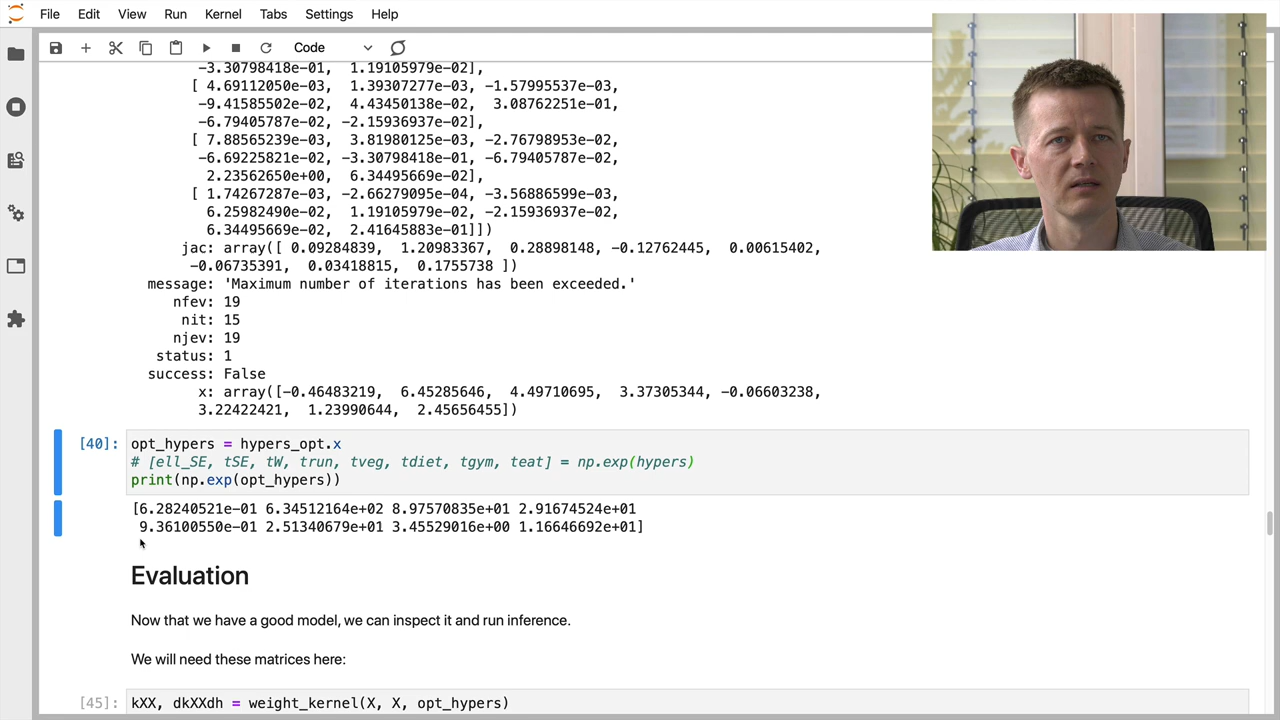 File Edit View Run Kernel Tabs Settings Help
Code
-3.30798418e-01, 1.19105979e-02],
[ 4.69112050e-03, 1.39307277e-03, -1.57995537e-03,
-9.41585502e-02, 4.43450138e-02, 3.08762251e-01,
-6.79405787e-02, -2.15936937e-02],
[ 7.88565239e-03, 3.81980125e-03, -2.76798953e-02,
-6.69225821e-02, -3.30798418e-01, -6.79405787e-02,
2.23562650e+00, 6.34495669e-02],
[ 1.74267287e-03, -2.66279095e-04, -3.56886599e-03,
6.25982490e-02, 1.19105979e-02, -2.15936937e-02,
6.34495669e-02, 2.41645883e-01]])
jac: array([ 0.09284839, 1.20983367, 0.28898148, -0.12762445, 0.00615402,
-0.06735391, 0.03418815, 0.1755738 ])
message: 'Maximum number of iterations has been exceeded.'
nfev: 19
nit: 15
njev: 19
status: 1
success: False
x: array([-0.46483219, 6.45285646, 4.49710695, 3.37305344, -0.06603238,
3.22422421, 1.23990644, 2.45656455])
[40]: opt_hypers = hypers_opt.x
# [ell_SE, tSE, tW, trun, tveg, tdiet, tgym, teat] = np.exp(hypers)
print(np.exp(opt_hypers))
[6.28240521e-01 6.34512164e+02 8.97570835e+01 2.91674524e+01
9.36100550e-01 2.51340679e+01 3.45529016e+00 1.16646692e+01]
Evaluation
Now that we have a good model, we can inspect it and run inference.
We will need these matrices here:
[45]: kXX, dkXXdh = weight_kernel(X, X, opt_hypers)